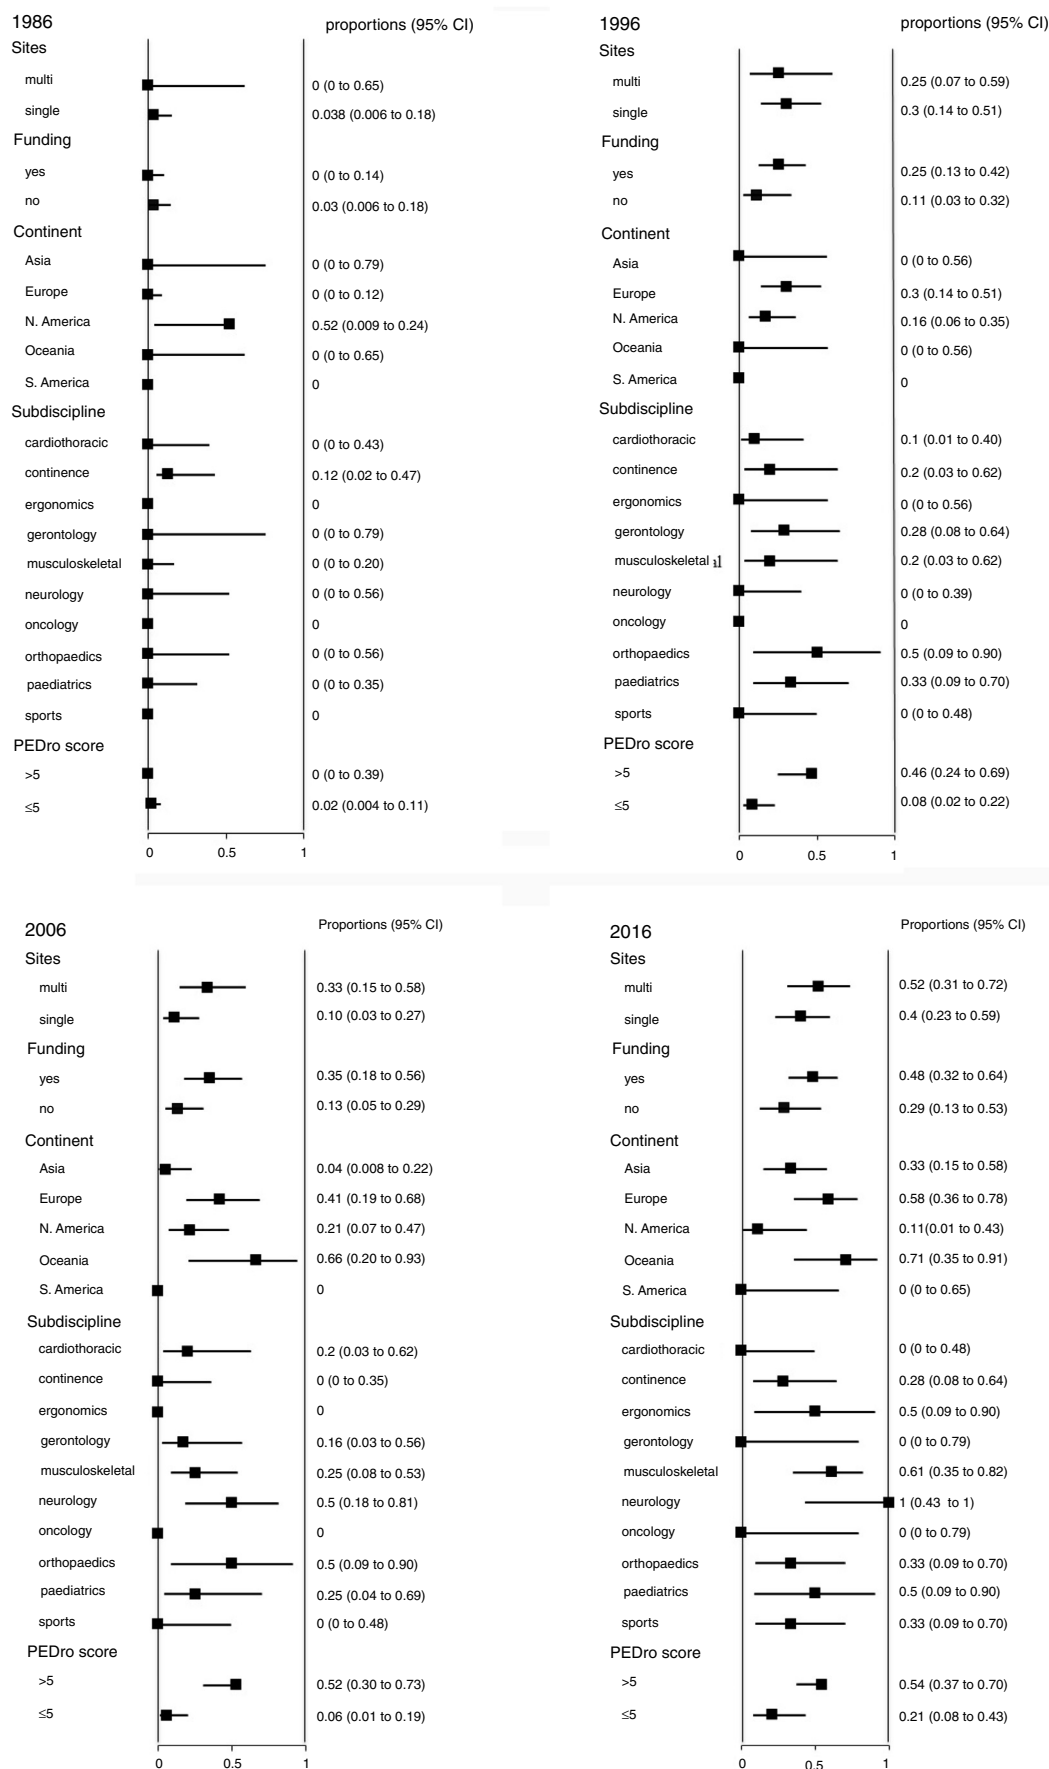 1986
proportions (95% CI)
Sites
multi 0 (0 to 0.65)
single 0.038 (0.006 to 0.18)
Funding
yes 0 (0 to 0.14)
no 0.03 (0.006 to 0.18)
Continent
Asia 0 (0 to 0.79)
Europe 0 (0 to 0.12)
N. America 0.52 (0.009 to 0.24)
Oceania 0 (0 to 0.65)
S. America 0
Subdiscipline
cardiothoracic 0 (0 to 0.43)
continence 0.12 (0.02 to 0.47)
ergonomics 0
gerontology 0 (0 to 0.79)
musculoskeletal 0 (0 to 0.20)
neurology 0 (0 to 0.56)
oncology 0
orthopaedics 0 (0 to 0.56)
paediatrics 0 (0 to 0.35)
sports 0
PEDro score
>5 0 (0 to 0.39)
≤5 0.02 (0.004 to 0.11)
0 0.5 1
1996
proportions (95% CI)
Sites
multi 0.25 (0.07 to 0.59)
single 0.3 (0.14 to 0.51)
Funding
yes 0.25 (0.13 to 0.42)
no 0.11 (0.03 to 0.32)
Continent
Asia 0 (0 to 0.56)
Europe 0.3 (0.14 to 0.51)
N. America 0.16 (0.06 to 0.35)
Oceania 0 (0 to 0.56)
S. America 0
Subdiscipline
cardiothoracic 0.1 (0.01 to 0.40)
continence 0.2 (0.03 to 0.62)
ergonomics 0 (0 to 0.56)
gerontology 0.28 (0.08 to 0.64)
musculoskeletal 0.2 (0.03 to 0.62)
neurology 0 (0 to 0.39)
oncology 0
orthopaedics 0.5 (0.09 to 0.90)
paediatrics 0.33 (0.09 to 0.70)
sports 0 (0 to 0.48)
PEDro score
>5 0.46 (0.24 to 0.69)
≤5 0.08 (0.02 to 0.22)
0 0.5 1
2006
Proportions (95% CI)
Sites
multi 0.33 (0.15 to 0.58)
single 0.10 (0.03 to 0.27)
Funding
yes 0.35 (0.18 to 0.56)
no 0.13 (0.05 to 0.29)
Continent
Asia 0.04 (0.008 to 0.22)
Europe 0.41 (0.19 to 0.68)
N. America 0.21 (0.07 to 0.47)
Oceania 0.66 (0.20 to 0.93)
S. America 0
Subdiscipline
cardiothoracic 0.2 (0.03 to 0.62)
continence 0 (0 to 0.35)
ergonomics 0
gerontology 0.16 (0.03 to 0.56)
musculoskeletal 0.25 (0.08 to 0.53)
neurology 0.5 (0.18 to 0.81)
oncology 0
orthopaedics 0.5 (0.09 to 0.90)
paediatrics 0.25 (0.04 to 0.69)
sports 0 (0 to 0.48)
PEDro score
>5 0.52 (0.30 to 0.73)
≤5 0.06 (0.01 to 0.19)
0 0.5 1
2016
Proportions (95% CI)
Sites
multi 0.52 (0.31 to 0.72)
single 0.4 (0.23 to 0.59)
Funding
yes 0.48 (0.32 to 0.64)
no 0.29 (0.13 to 0.53)
Continent
Asia 0.33 (0.15 to 0.58)
Europe 0.58 (0.36 to 0.78)
N. America 0.11(0.01 to 0.43)
Oceania 0.71 (0.35 to 0.91)
S. America 0 (0 to 0.65)
Subdiscipline
cardiothoracic 0 (0 to 0.48)
continence 0.28 (0.08 to 0.64)
ergonomics 0.5 (0.09 to 0.90)
gerontology 0 (0 to 0.79)
musculoskeletal 0.61 (0.35 to 0.82)
neurology 1 (0.43 to 1)
oncology 0 (0 to 0.79)
orthopaedics 0.33 (0.09 to 0.70)
paediatrics 0.5 (0.09 to 0.90)
sports 0.33 (0.09 to 0.70)
PEDro score
>5 0.54 (0.37 to 0.70)
≤5 0.21 (0.08 to 0.43)
0 0.5 1